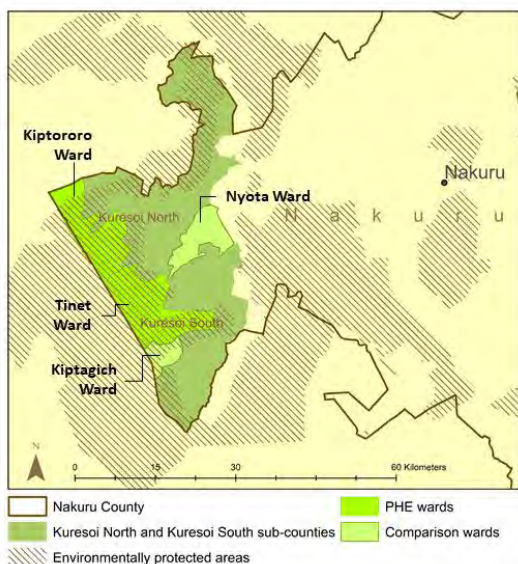 Kiptororo
Ward
Nyota Ward
Nakuru
Kuresoi North
N a k u r u
Tinet
Ward
Kuresoi South
Kiptagich
Ward
N
0 15 30 60 Kilometers
Nakuru County
PHE wards
Kuresoi North and Kuresoi South sub-counties
Comparison wards
Environmentally protected areas